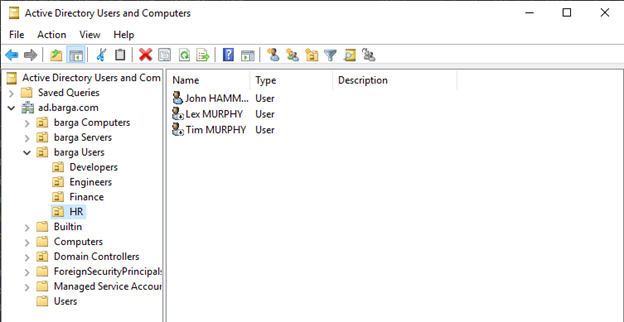 Active Directory Users and Computers
File Action View Help
Active Directory Users and Com
Saved Queries
ad.barga.com
barga Computers
barga Servers
barga Users
Developers
Engineers
Finance
HR
Builtin
Computers
Domain Controllers
ForeignSecurityPrincipals
Managed Service Accour
Users
Name Type Description
John HAMM... User
Lex MURPHY User
Tim MURPHY User